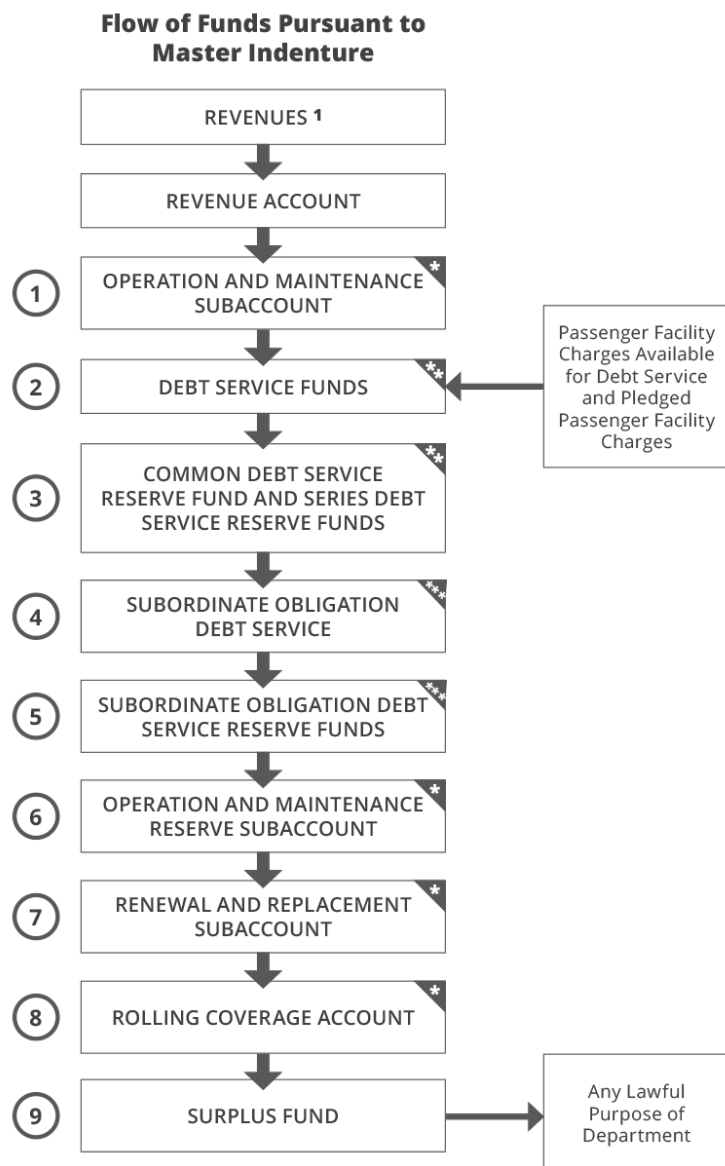 Flow of Funds Pursuant to
Master Indenture
REVENUES 1
REVENUE ACCOUNT
1
*
OPERATION AND MAINTENANCE
SUBACCOUNT
2
**
DEBT SERVICE FUNDS
Passenger Facility
Charges Available
for Debt Service
and Pledged
Passenger Facility
Charges
3
**
COMMON DEBT SERVICE
RESERVE FUND AND SERIES DEBT
SERVICE RESERVE FUNDS
4
***
SUBORDINATE OBLIGATION
DEBT SERVICE
5
***
SUBORDINATE OBLIGATION DEBT
SERVICE RESERVE FUNDS
6
*
OPERATION AND MAINTENANCE
RESERVE SUBACCOUNT
7
*
RENEWAL AND REPLACEMENT
SUBACCOUNT
8
*
ROLLING COVERAGE ACCOUNT
9
SURPLUS FUND
Any Lawful
Purpose of
Department